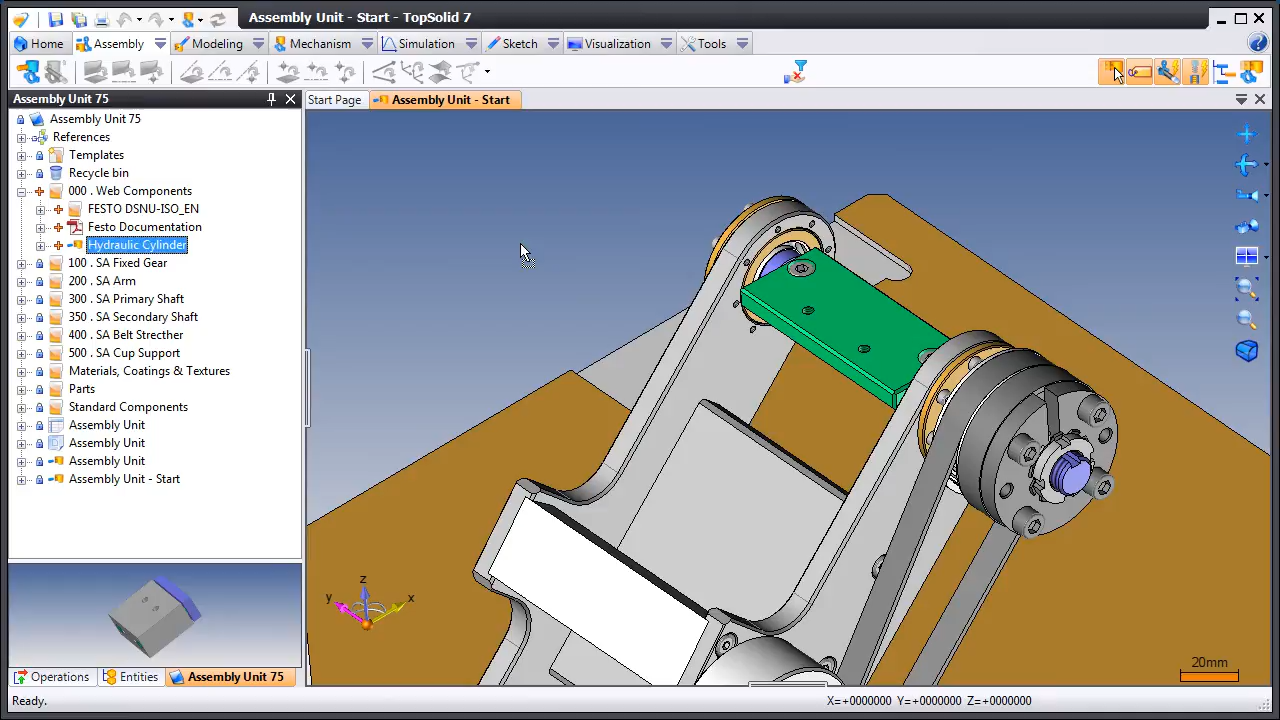 Assembly Unit - Start - TopSolid 7
Home
Assembly
Modeling
Mechanism
Simulation
Sketch
Visualization
Tools
Assembly Unit 75
Start Page
Assembly Unit - Start
Assembly Unit 75
References
Templates
Recycle bin
000 . Web Components
FESTO DSNU-ISO_EN
Festo Documentation
Hydraulic Cylinder
100 . SA Fixed Gear
200 . SA Arm
300 . SA Primary Shaft
350 . SA Secondary Shaft
400 . SA Belt Strecther
500 . SA Cup Support
Materials, Coatings & Textures
Parts
Standard Components
Assembly Unit
Assembly Unit
Assembly Unit
Assembly Unit - Start
z
y
x
20mm
Operations
Entities
Assembly Unit 75
Ready.
X=+0000000 Y=+0000000 Z=+0000000